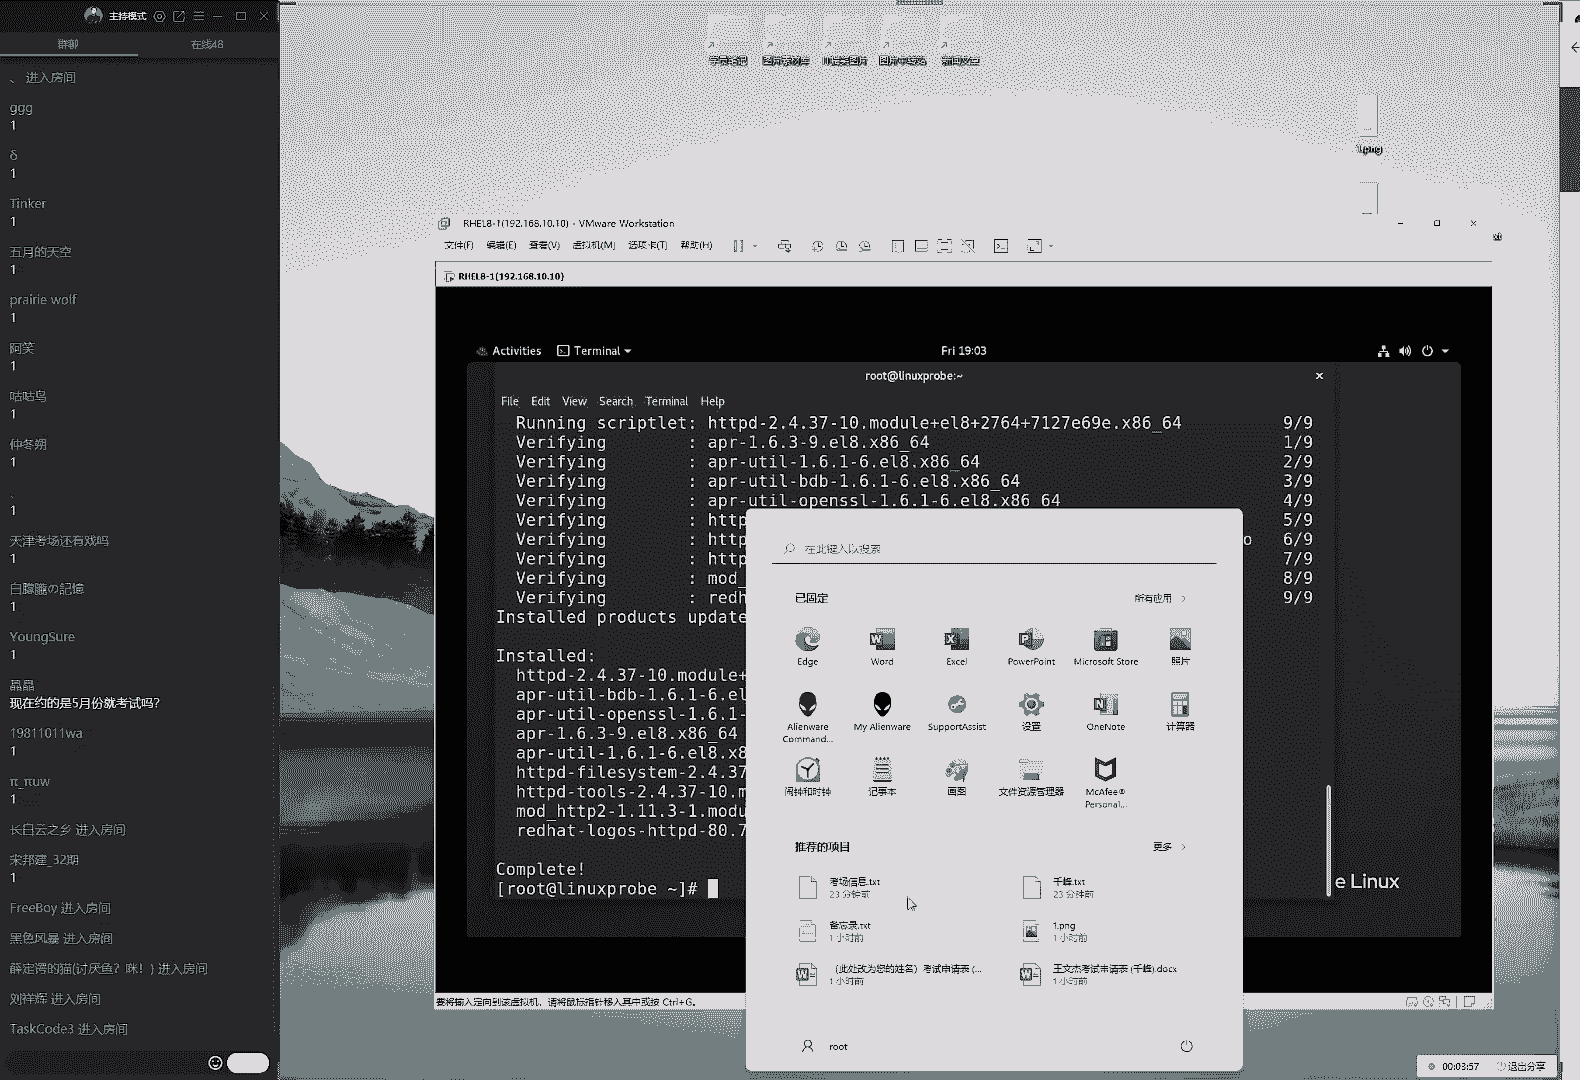 主持模式
群聊
在线48
、 进入房间
ggg
1
δ
1
Tinker
1
五月的天空
1
prairie wolf
1
阿笑
1
咕咕鸟
1
仲冬朔
1
、
1
天津考场还有戏吗
1
白朦朧の記憶
1
YoungSure
1
晶晶
现在约的是5月份就考试吗?
19811011wa
1
π_πuw
1
长白云之乡 进入房间
宋邦建_32期
1
FreeBoy 进入房间
黑色风暴 进入房间
薛定谔的猫(讨厌鱼? 咪! ) 进入房间
刘祥辉 进入房间
TaskCode3 进入房间
1.png
RHEL8-1(192.168.10.10) - VMware Workstation
文件(F) 编辑(E) 查看(V) 虚拟机(M) 选项卡(T) 帮助(H)
RHEL8-1(192.168.10.10)
Activities Terminal Fri 19:03
root@linuxprobe:~
File Edit View Search Terminal Help
Running scriptlet: httpd-2.4.37-10.module+el8+2764+7127e69e.x86_64 9/9
Verifying : apr-1.6.3-9.el8.x86_64 1/9
Verifying : apr-util-1.6.1-6.el8.x86_64 2/9
Verifying : apr-util-bdb-1.6.1-6.el8.x86_64 3/9
Verifying : apr-util-openssl-1.6.1-6.el8.x86_64 4/9
Verifying : http 5/9
Verifying : http o 6/9
Verifying : http 7/9
Verifying : mod_ 8/9
Verifying : redh 9/9
Installed products update
Installed:
httpd-2.4.37-10.module+
apr-util-bdb-1.6.1-6.el
apr-util-openssl-1.6.1-
apr-1.6.3-9.el8.x86_64
apr-util-1.6.1-6.el8.x8
httpd-filesystem-2.4.37
httpd-tools-2.4.37-10.m
mod_http2-1.11.3-1.modu
redhat-logos-httpd-80.7
Complete!
[root@linuxprobe ~]#
e Linux
在此键入以搜索
已固定 所有应用
Edge Word Excel PowerPoint Microsoft Store 照片
Alienware Command... My Alienware SupportAssist 设置 OneNote 计算器
闹钟和时钟 记事本 画图 文件资源管理器 McAfee® Personal...
推荐的项目 更多
考场信息.txt
23 分钟前
千峰.txt
23 分钟前
备忘录.txt
1 小时前
1.png
1 小时前
（此处改为您的姓名）考试申请表 (...
1 小时前
王文杰考试申请表 (千峰).docx
1 小时前
root
要将输入定向到该虚拟机，请将鼠标指针移入其中或按 Ctrl+G。
00:03:57 退出分享